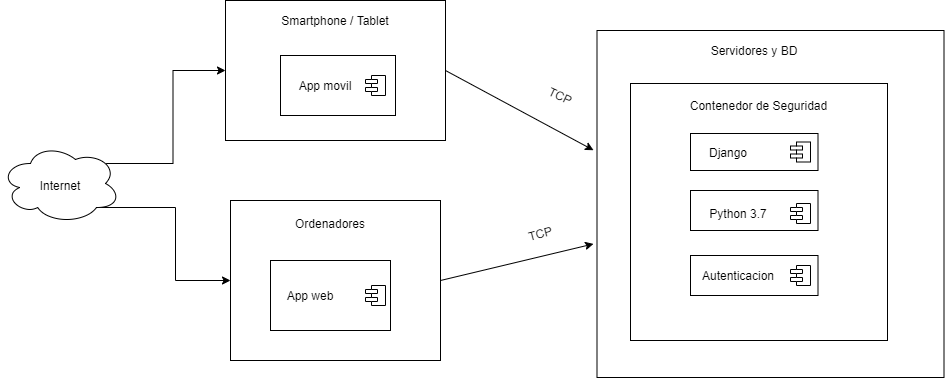 Smartphone / Tablet
App movil
Internet
Ordenadores
App web
TCP
TCP
Servidores y BD
Contenedor de Seguridad
Django
Python 3.7
Autenticacion